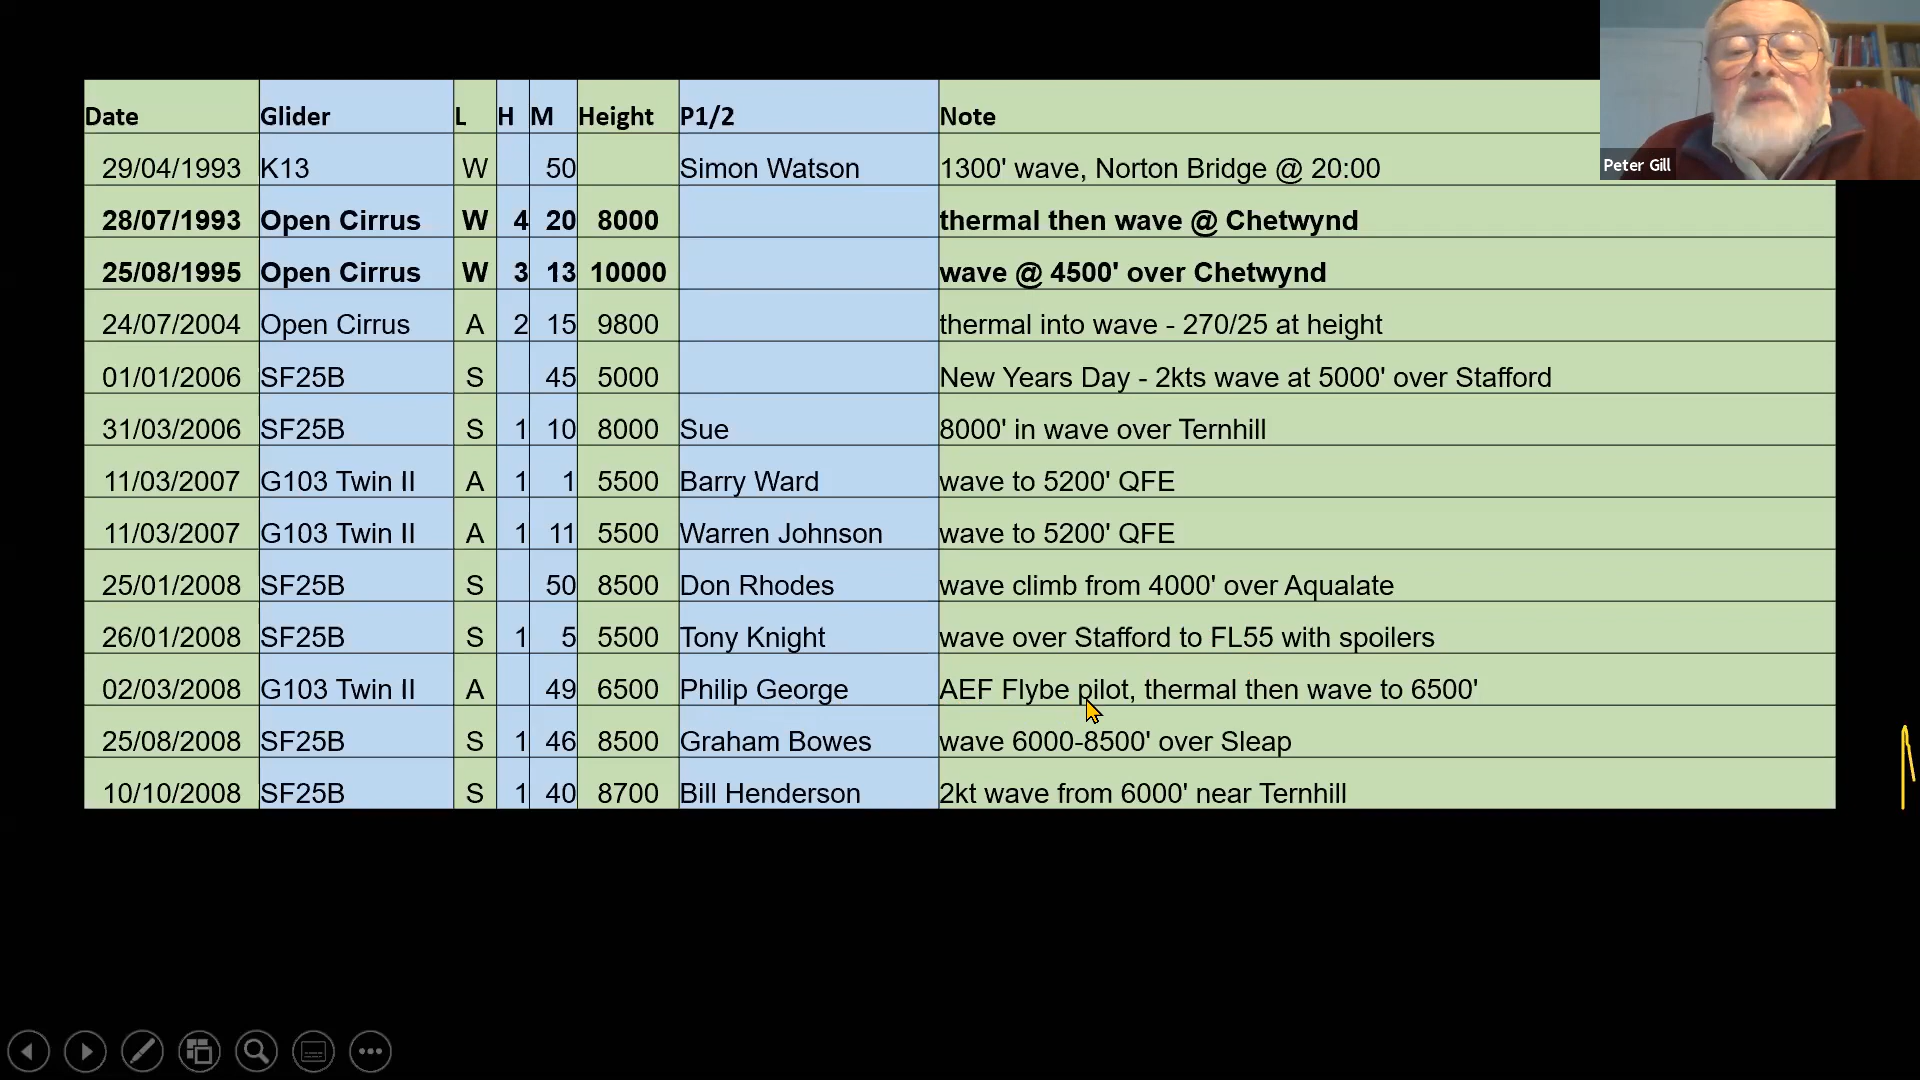 Date Glider L H M Height P1/2 Note
29/04/1993 K13 W 50 Simon Watson 1300' wave, Norton Bridge @ 20:00
28/07/1993 Open Cirrus W 4 20 8000 thermal then wave @ Chetwynd
25/08/1995 Open Cirrus W 3 13 10000 wave @ 4500' over Chetwynd
24/07/2004 Open Cirrus A 2 15 9800 thermal into wave - 270/25 at height
01/01/2006 SF25B S 45 5000 New Years Day - 2kts wave at 5000' over Stafford
31/03/2006 SF25B S 1 10 8000 Sue 8000' in wave over Ternhill
11/03/2007 G103 Twin II A 1 1 5500 Barry Ward wave to 5200' QFE
11/03/2007 G103 Twin II A 1 11 5500 Warren Johnson wave to 5200' QFE
25/01/2008 SF25B S 50 8500 Don Rhodes wave climb from 4000' over Aqualate
26/01/2008 SF25B S 1 5 5500 Tony Knight wave over Stafford to FL55 with spoilers
02/03/2008 G103 Twin II A 49 6500 Philip George AEF Flybe pilot, thermal then wave to 6500'
25/08/2008 SF25B S 1 46 8500 Graham Bowes wave 6000-8500' over Sleap
10/10/2008 SF25B S 1 40 8700 Bill Henderson 2kt wave from 6000' near Ternhill
Peter Gill